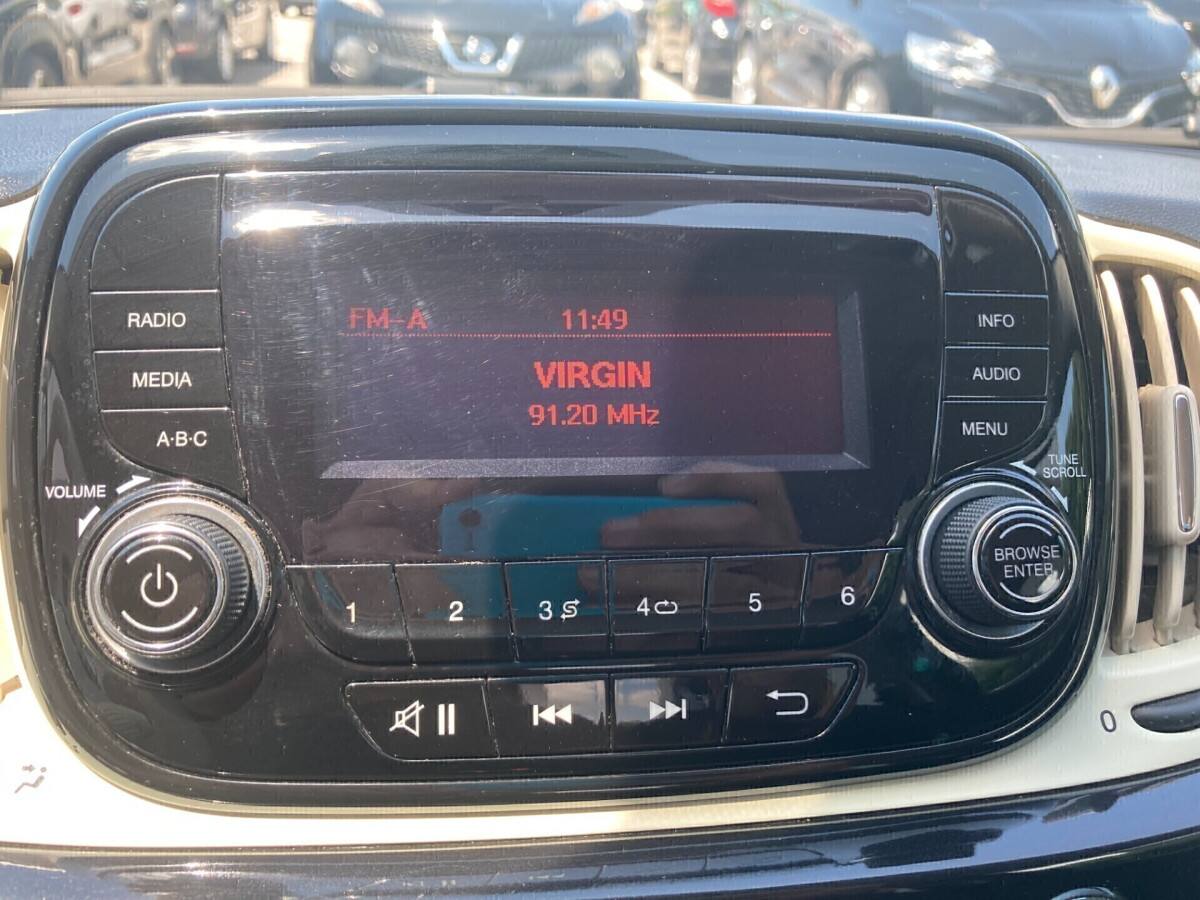 FM-A 11:49
VIRGIN
91.20 MHz
RADIO
MEDIA
A·B·C
VOLUME
INFO
AUDIO
MENU
TUNE
SCROLL
BROWSE
ENTER
1 2 3 4 5 6
0